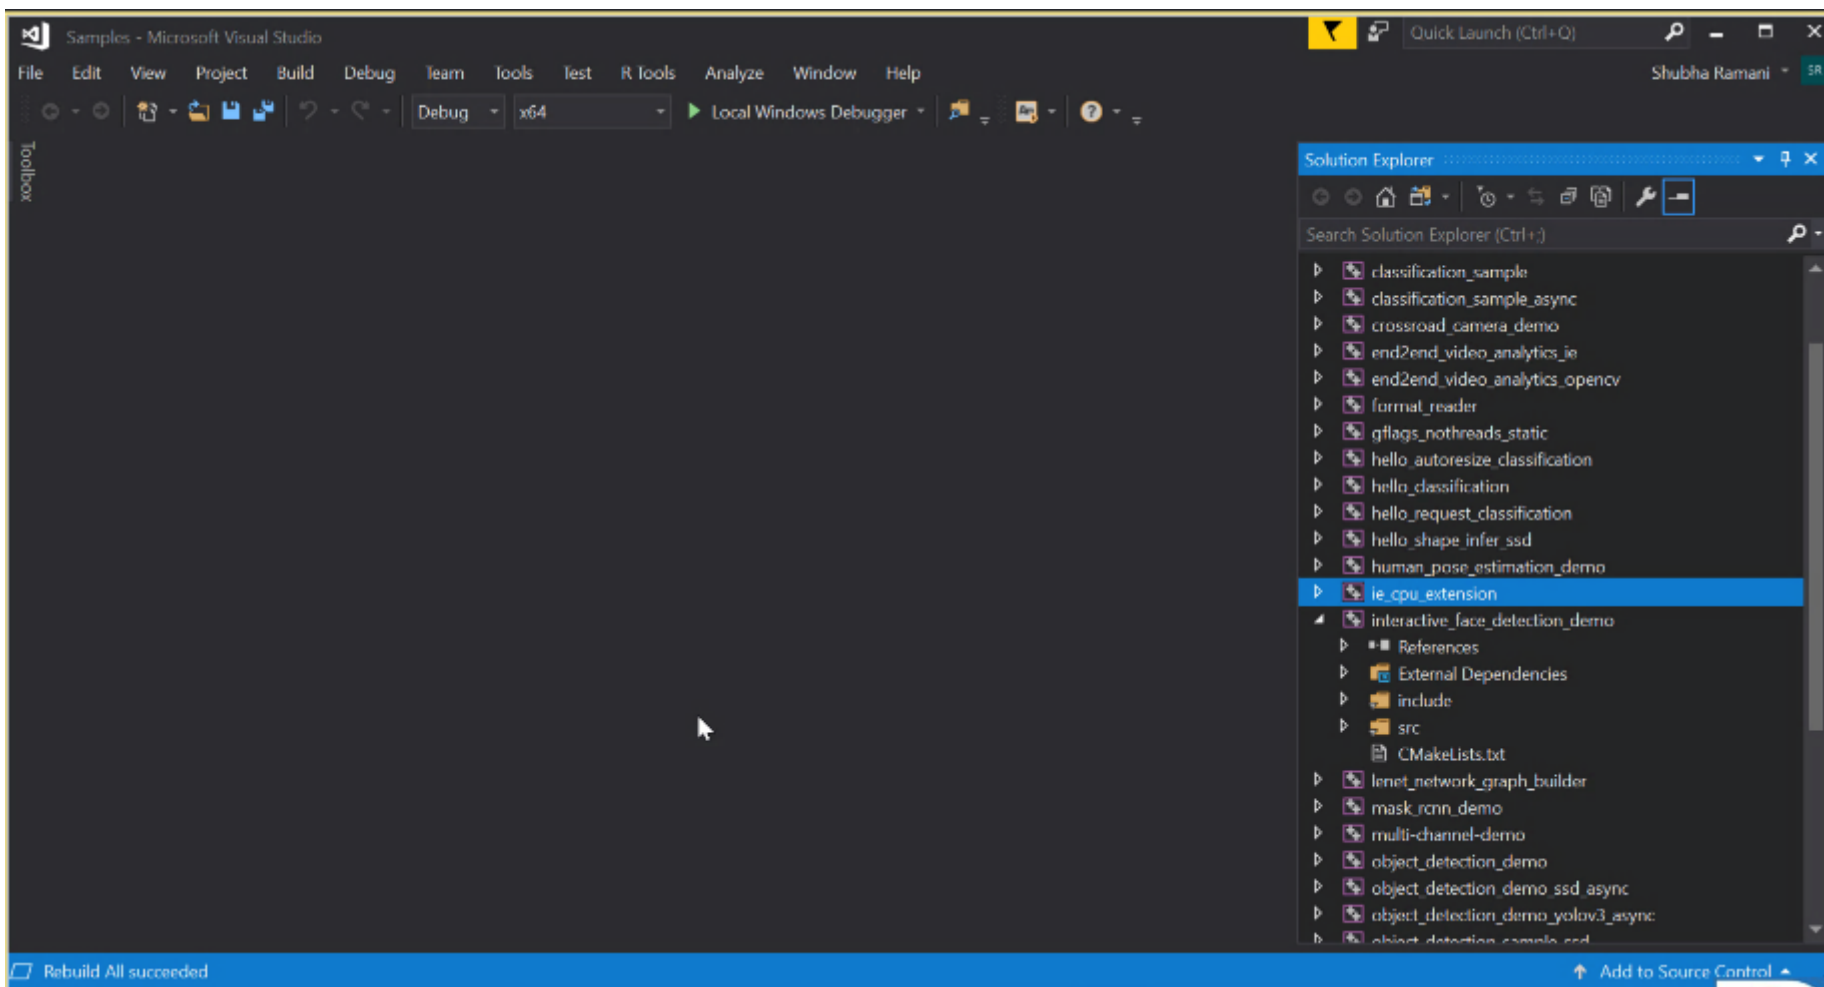 Samples - Microsoft Visual Studio
Quick Launch (Ctrl+Q)
File Edit View Project Build Debug Team Tools Test R Tools Analyze Window Help
Shubha Ramani SR
Debug x64 Local Windows Debugger
Toolbox
Solution Explorer
Search Solution Explorer (Ctrl+;)
classification_sample
classification_sample_async
crossroad_camera_demo
end2end_video_analytics_ie
end2end_video_analytics_opencv
format_reader
gflags_nothreads_static
hello_autoresize_classification
hello_classification
hello_request_classification
hello_shape_infer_ssd
human_pose_estimation_demo
ie_cpu_extension
interactive_face_detection_demo
References
External Dependencies
include
src
CMakeLists.txt
lenet_network_graph_builder
mask_rcnn_demo
multi-channel-demo
object_detection_demo
object_detection_demo_ssd_async
object_detection_demo_yolov3_async
object_detection_sample_ssd
Rebuild All succeeded
Add to Source Control